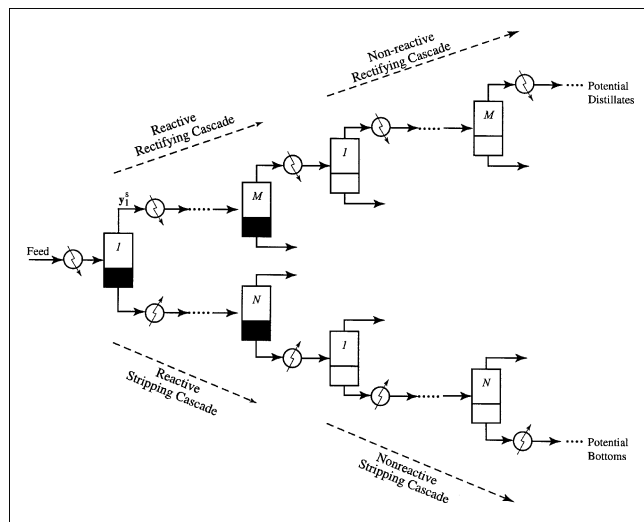 Non-reactive
Rectifying Cascade
Potential
Distillates
M
Reactive
Rectifying Cascade
1
y₁ˢ
M
Feed
1
N
1
Reactive
Stripping Cascade
N
Nonreactive
Stripping Cascade
Potential
Bottoms